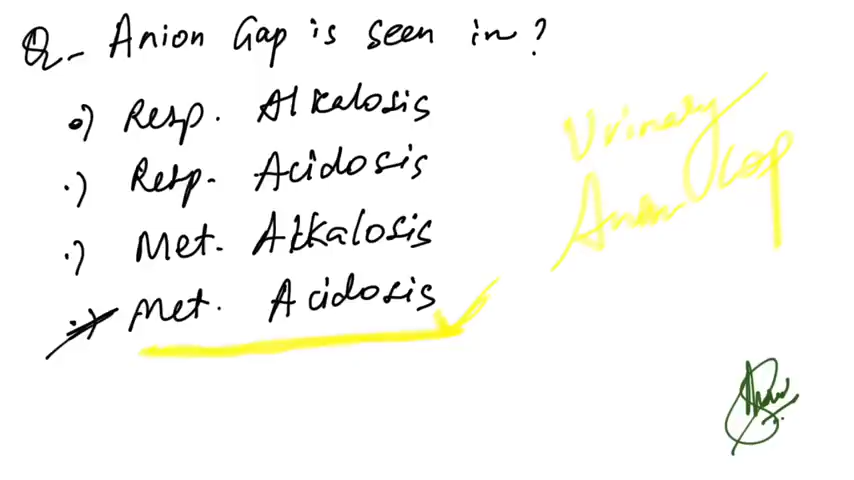 Q- Anion Gap is seen in?
.) Resp. Alkalosis
.) Resp. Acidosis
.) Met. Alkalosis
.) Met. Acidosis
Urinary
Anion Gap